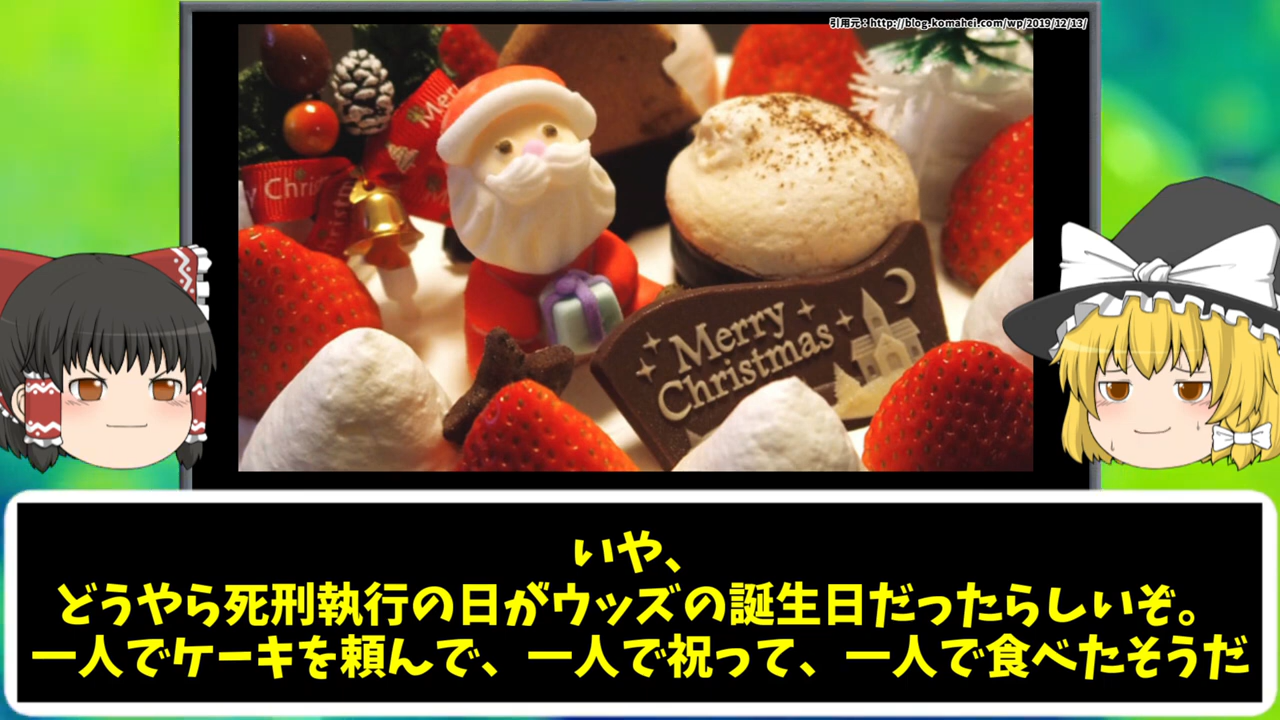 引用元：http://blog.komahei.com/wp/2019/12/13/
Mer
y Chri
Christm
Merry
Christmas
いや、
どうやら死刑執行の日がウッズの誕生日だったらしいぞ。
一人でケーキを頼んで、一人で祝って、一人で食べたそうだ